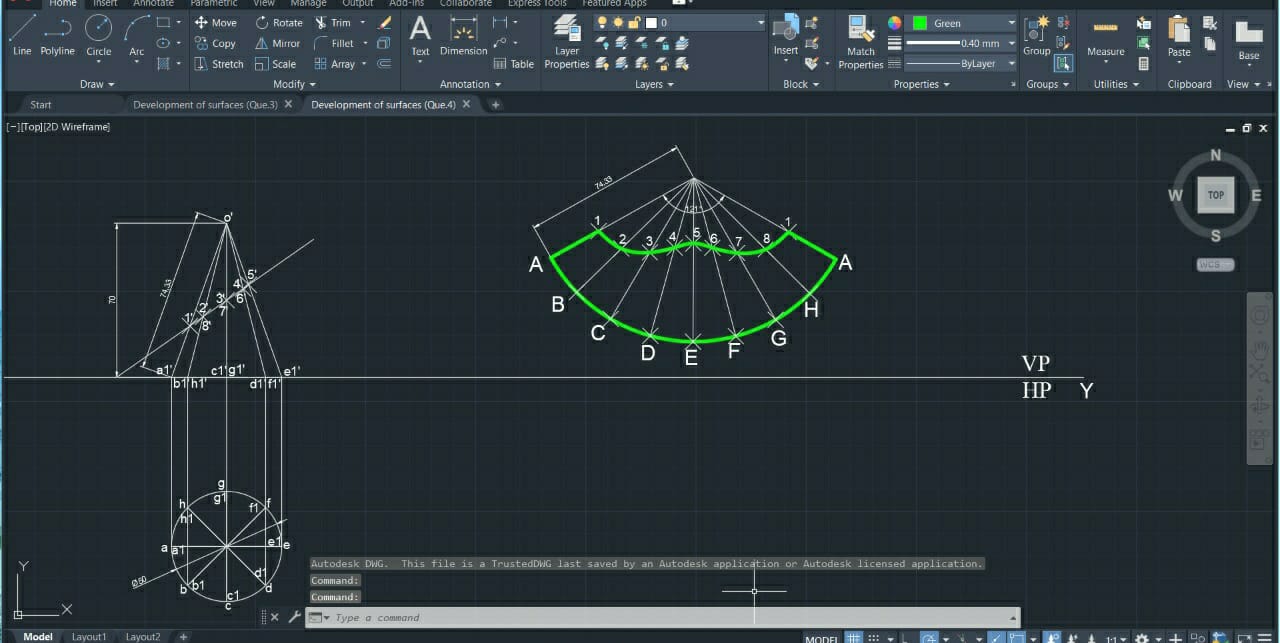 Home Insert Annotate Parametric View Manage Output Add-ins Collaborate Express Tools Featured Apps
Line Polyline Circle Arc
Move Rotate Trim
Copy Mirror Fillet
Stretch Scale Array
Text Dimension Table
Layer Properties
0
Insert
Match Properties
Green
0.40 mm
ByLayer
Group
Measure
Paste
Base
Draw Modify Annotation Layers Block Properties Groups Utilities Clipboard View
Start Development of surfaces (Que.3) Development of surfaces (Que.4)
[−][Top][2D Wireframe]
N
W TOP E
S
WCS
74.33
1 1
2 3 4 5 6 7 8
A A
B H
C G
D E F
o'
70
74.33
5'
4'
6'
3'
2'
7'
1'
8'
a1' c1' g1' e1'
b1' h1' d1' f1'
VP
HP Y
g
g1
h f
h1 f1
a a1 e1 e
d1
b b1 d
c1
c
Y
X
Autodesk DWG. This file is a TrustedDWG last saved by an Autodesk application or Autodesk licensed application.
Command:
Command:
Type a command
Model Layout1 Layout2
MODEL 1:1